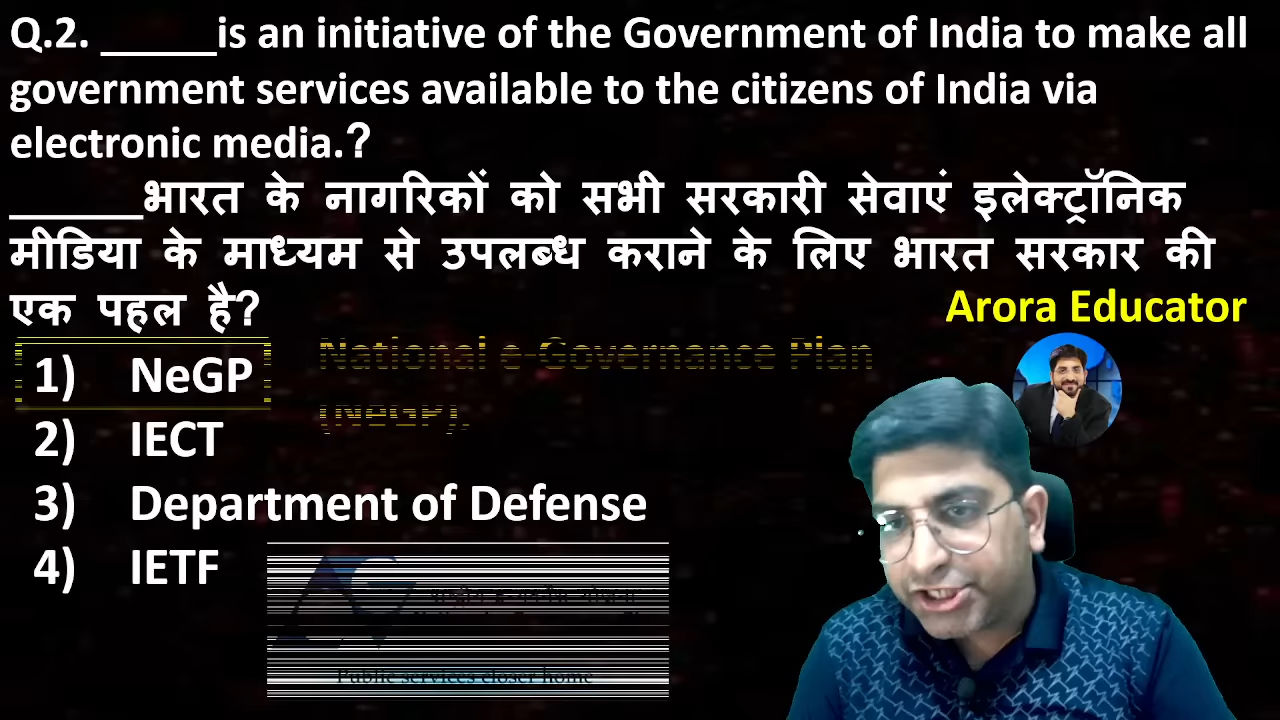 Q.2. _____is an initiative of the Government of India to make all
government services available to the citizens of India via
electronic media.?
_____भारत के नागरिकों को सभी सरकारी सेवाएं इलेक्ट्रॉनिक
मीडिया के माध्यम से उपलब्ध कराने के लिए भारत सरकार की
एक पहल है?
Arora Educator
1) NeGP
National e-Governance Plan
(NeGP).
2) IECT
3) Department of Defense
4) IETF
Public services closer home